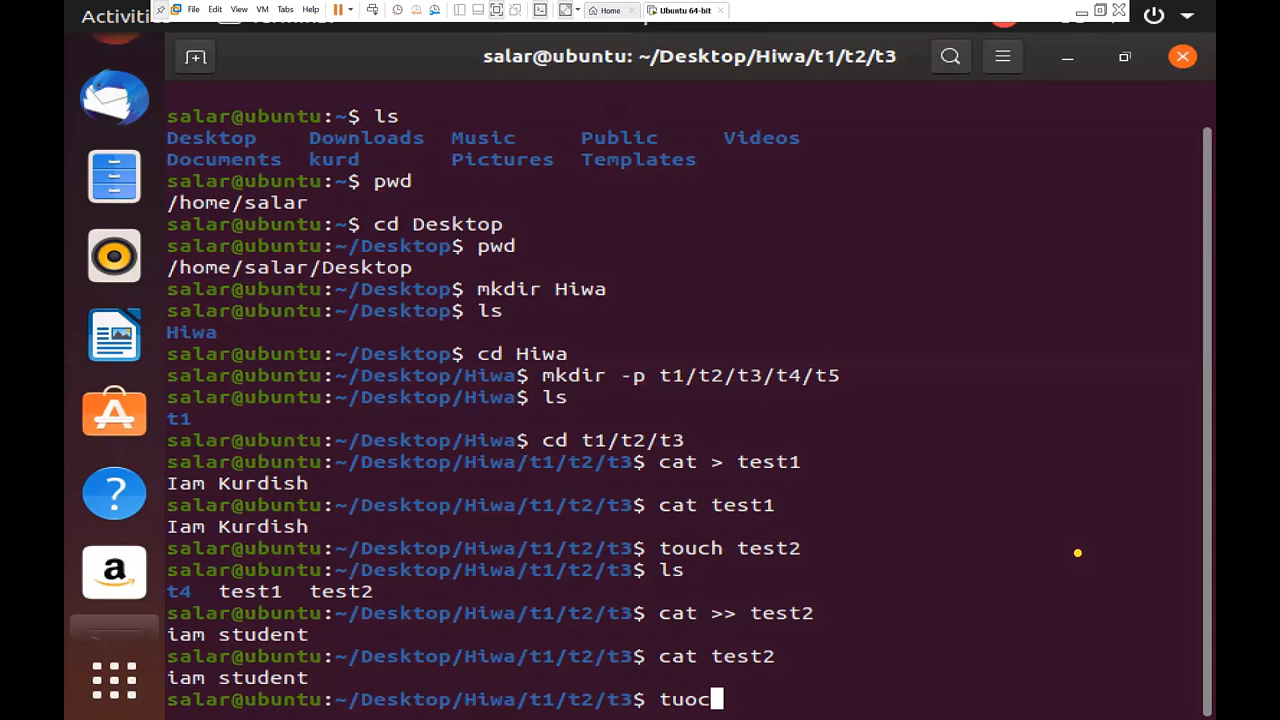 File Edit View VM Tabs Help
Home
Ubuntu 64-bit
Activiti
salar@ubuntu: ~/Desktop/Hiwa/t1/t2/t3
salar@ubuntu:~$ ls
Desktop Downloads Music Public Videos
Documents kurd Pictures Templates
salar@ubuntu:~$ pwd
/home/salar
salar@ubuntu:~$ cd Desktop
salar@ubuntu:~/Desktop$ pwd
/home/salar/Desktop
salar@ubuntu:~/Desktop$ mkdir Hiwa
salar@ubuntu:~/Desktop$ ls
Hiwa
salar@ubuntu:~/Desktop$ cd Hiwa
salar@ubuntu:~/Desktop/Hiwa$ mkdir -p t1/t2/t3/t4/t5
salar@ubuntu:~/Desktop/Hiwa$ ls
t1
salar@ubuntu:~/Desktop/Hiwa$ cd t1/t2/t3
salar@ubuntu:~/Desktop/Hiwa/t1/t2/t3$ cat > test1
Iam Kurdish
salar@ubuntu:~/Desktop/Hiwa/t1/t2/t3$ cat test1
Iam Kurdish
salar@ubuntu:~/Desktop/Hiwa/t1/t2/t3$ touch test2
salar@ubuntu:~/Desktop/Hiwa/t1/t2/t3$ ls
t4 test1 test2
salar@ubuntu:~/Desktop/Hiwa/t1/t2/t3$ cat >> test2
iam student
salar@ubuntu:~/Desktop/Hiwa/t1/t2/t3$ cat test2
iam student
salar@ubuntu:~/Desktop/Hiwa/t1/t2/t3$ tuoc